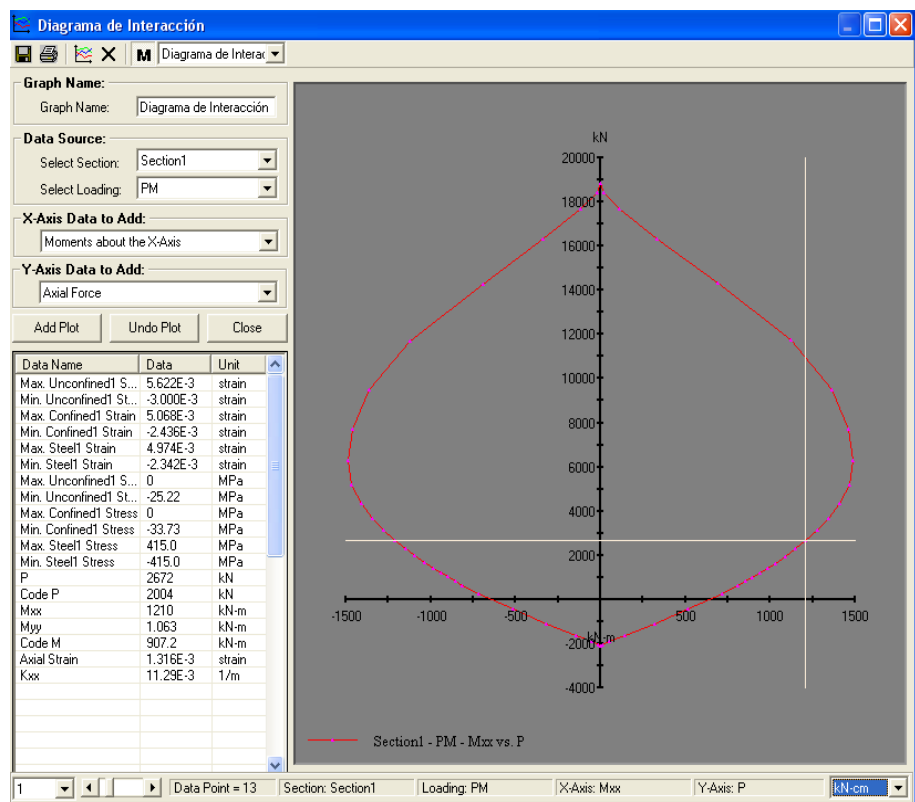 Diagrama de Interacción
M Diagrama de Interac
Graph Name:
Graph Name: Diagrama de Interacción
Data Source:
Select Section: Section1
Select Loading: PM
X-Axis Data to Add:
Moments about the X-Axis
Y-Axis Data to Add:
Axial Force
Add Plot Undo Plot Close
Data Name Data Unit
Max. Unconfined1 S... 5.622E-3 strain
Min. Unconfined1 St... -3.000E-3 strain
Max. Confined1 Strain 5.068E-3 strain
Min. Confined1 Strain -2.436E-3 strain
Max. Steel1 Strain 4.974E-3 strain
Min. Steel1 Strain -2.342E-3 strain
Max. Unconfined1 S... 0 MPa
Min. Unconfined1 St... -25.22 MPa
Max. Confined1 Stress 0 MPa
Min. Confined1 Stress -33.73 MPa
Max. Steel1 Stress 415.0 MPa
Min. Steel1 Stress -415.0 MPa
P 2672 kN
Code P 2004 kN
Mxx 1210 kN-m
Myy 1.063 kN-m
Code M 907.2 kN-m
Axial Strain 1.316E-3 strain
Kxx 11.29E-3 1/m
kN
20000
18000
16000
14000
12000
10000
8000
6000
4000
2000
-1500 -1000 -500 500 1000 1500
kN-m
-2000
-4000
Section1 - PM - Mxx vs. P
1 Data Point = 13 Section: Section1 Loading: PM X-Axis: Mxx Y-Axis: P kN-cm